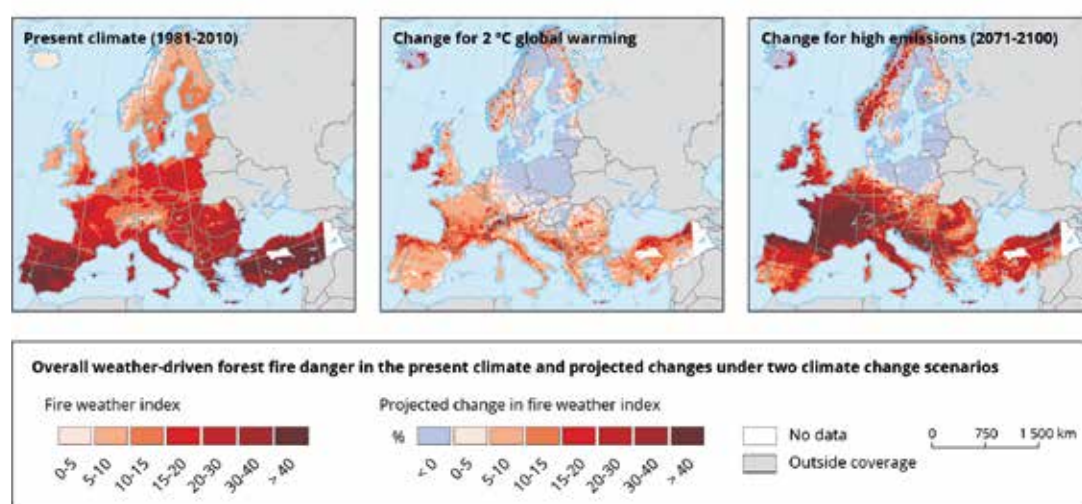 Present climate (1981-2010)
Change for 2 °C global warming
Change for high emissions (2071-2100)
Overall weather-driven forest fire danger in the present climate and projected changes under two climate change scenarios
Fire weather index
0-5 5-10 10-15 15-20 20-30 30-40 > 40
Projected change in fire weather index
%
< 0 0-5 5-10 10-15 15-20 20-30 30-40 > 40
No data
Outside coverage
0 750 1 500 km